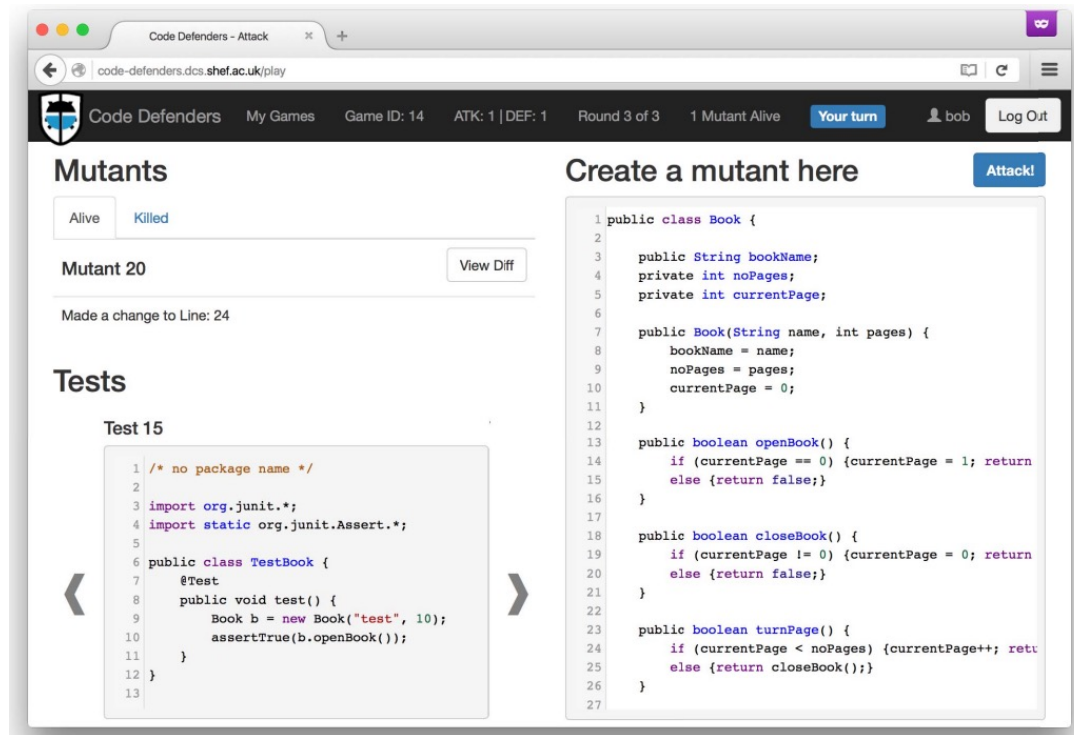 Code Defenders - Attack
code-defenders.dcs.shef.ac.uk/play
Code Defenders My Games Game ID: 14 ATK: 1 | DEF: 1 Round 3 of 3 1 Mutant Alive Your turn bob Log Out
Mutants
Alive Killed
Mutant 20 View Diff
Made a change to Line: 24
Tests
Test 15
1 /* no package name */
2
3 import org.junit.*;
4 import static org.junit.Assert.*;
5
6 public class TestBook {
7 @Test
8 public void test() {
9 Book b = new Book("test", 10);
10 assertTrue(b.openBook());
11 }
12 }
13
Create a mutant here Attack!
1 public class Book {
2
3 public String bookName;
4 private int noPages;
5 private int currentPage;
6
7 public Book(String name, int pages) {
8 bookName = name;
9 noPages = pages;
10 currentPage = 0;
11 }
12
13 public boolean openBook() {
14 if (currentPage == 0) {currentPage = 1; return
15 else {return false;}
16 }
17
18 public boolean closeBook() {
19 if (currentPage != 0) {currentPage = 0; return
20 else {return false;}
21 }
22
23 public boolean turnPage() {
24 if (currentPage < noPages) {currentPage++; retu
25 else {return closeBook();}
26 }
27